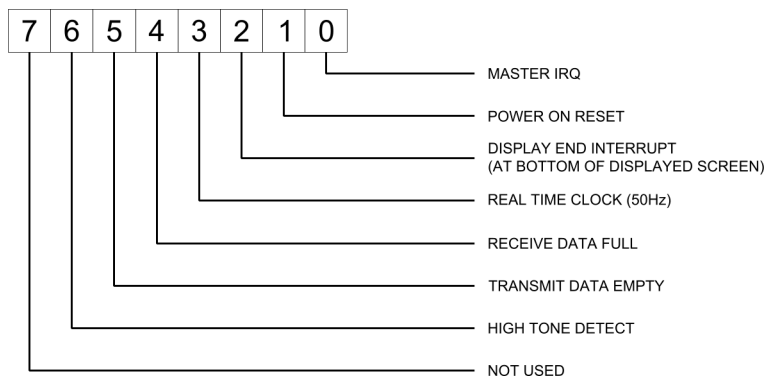 7 6 5 4 3 2 1 0
MASTER IRQ
POWER ON RESET
DISPLAY END INTERRUPT
(AT BOTTOM OF DISPLAYED SCREEN)
REAL TIME CLOCK (50Hz)
RECEIVE DATA FULL
TRANSMIT DATA EMPTY
HIGH TONE DETECT
NOT USED